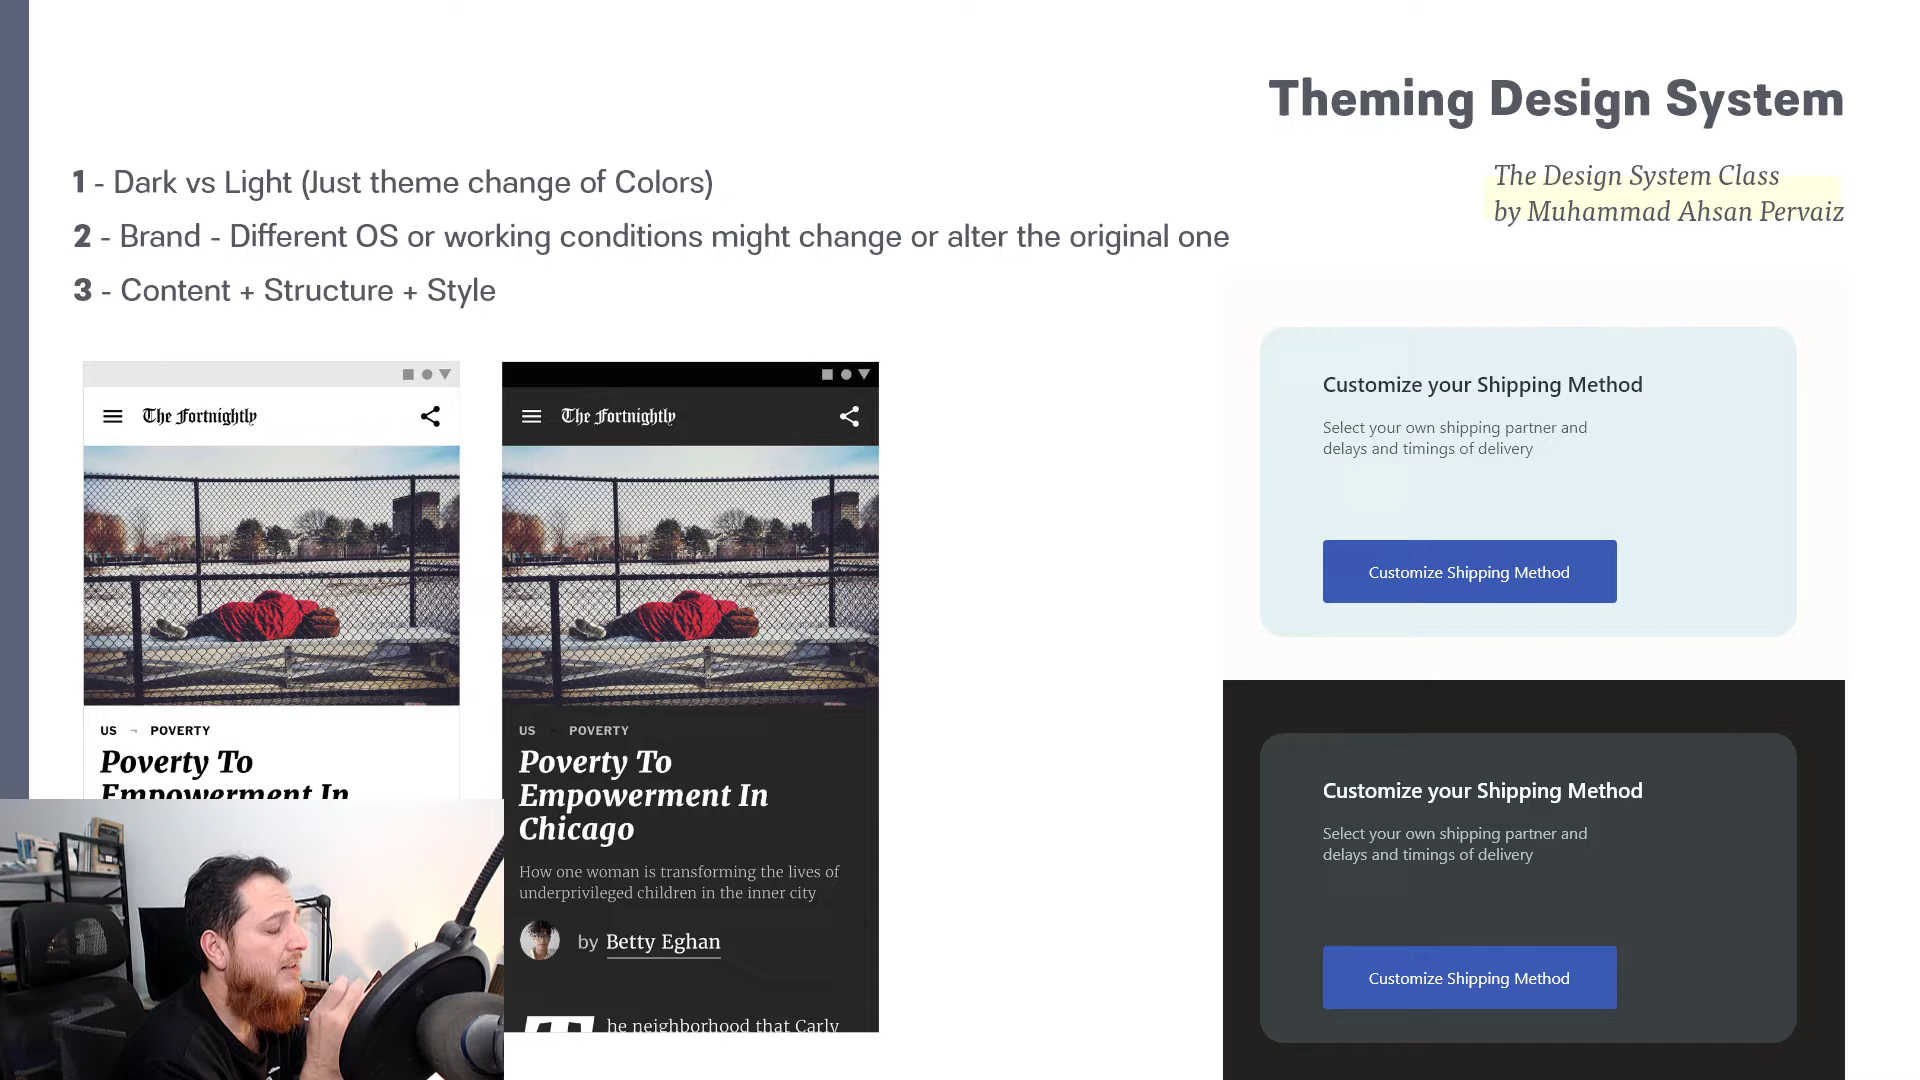 Theming Design System
The Design System Class
by Muhammad Ahsan Pervaiz
1 - Dark vs Light (Just theme change of Colors)
2 - Brand - Different OS or working conditions might change or alter the original one
3 - Content + Structure + Style
The Fortnightly
US ¬ POVERTY
Poverty To
Empowerment In
The Fortnightly
US POVERTY
Poverty To
Empowerment In
Chicago
How one woman is transforming the lives of
underprivileged children in the inner city
by Betty Eghan
The neighborhood that Carly
Customize your Shipping Method
Select your own shipping partner and
delays and timings of delivery
Customize Shipping Method
Customize your Shipping Method
Select your own shipping partner and
delays and timings of delivery
Customize Shipping Method